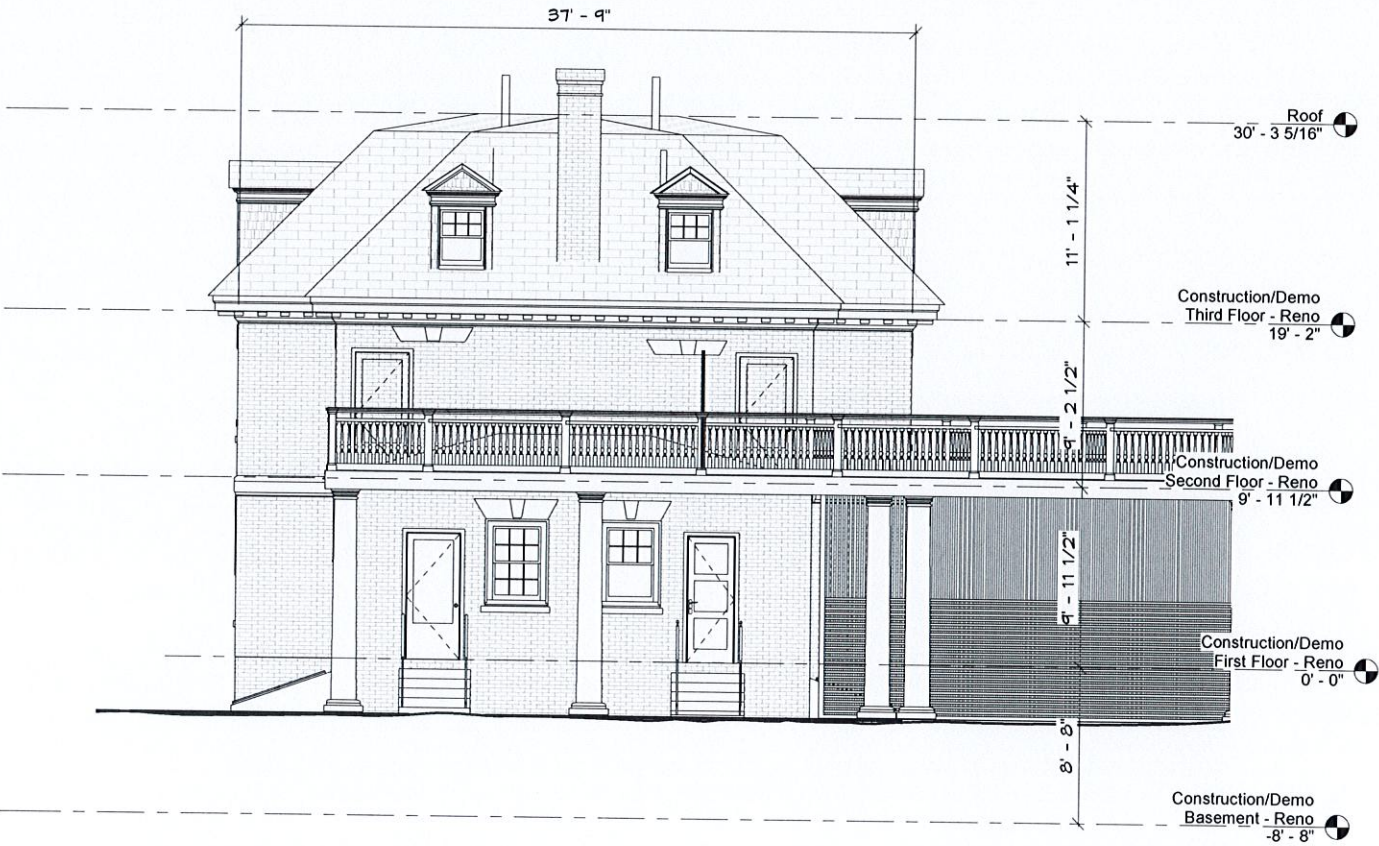 37' - 9"
Roof
30' - 3 5/16"
11' - 1 1/4"
Construction/Demo
Third Floor - Reno
19' - 2"
9' - 2 1/2"
Construction/Demo
Second Floor - Reno
9' - 11 1/2"
9' - 11 1/2"
Construction/Demo
First Floor - Reno
0' - 0"
8' - 8"
Construction/Demo
Basement - Reno
-8' - 8"